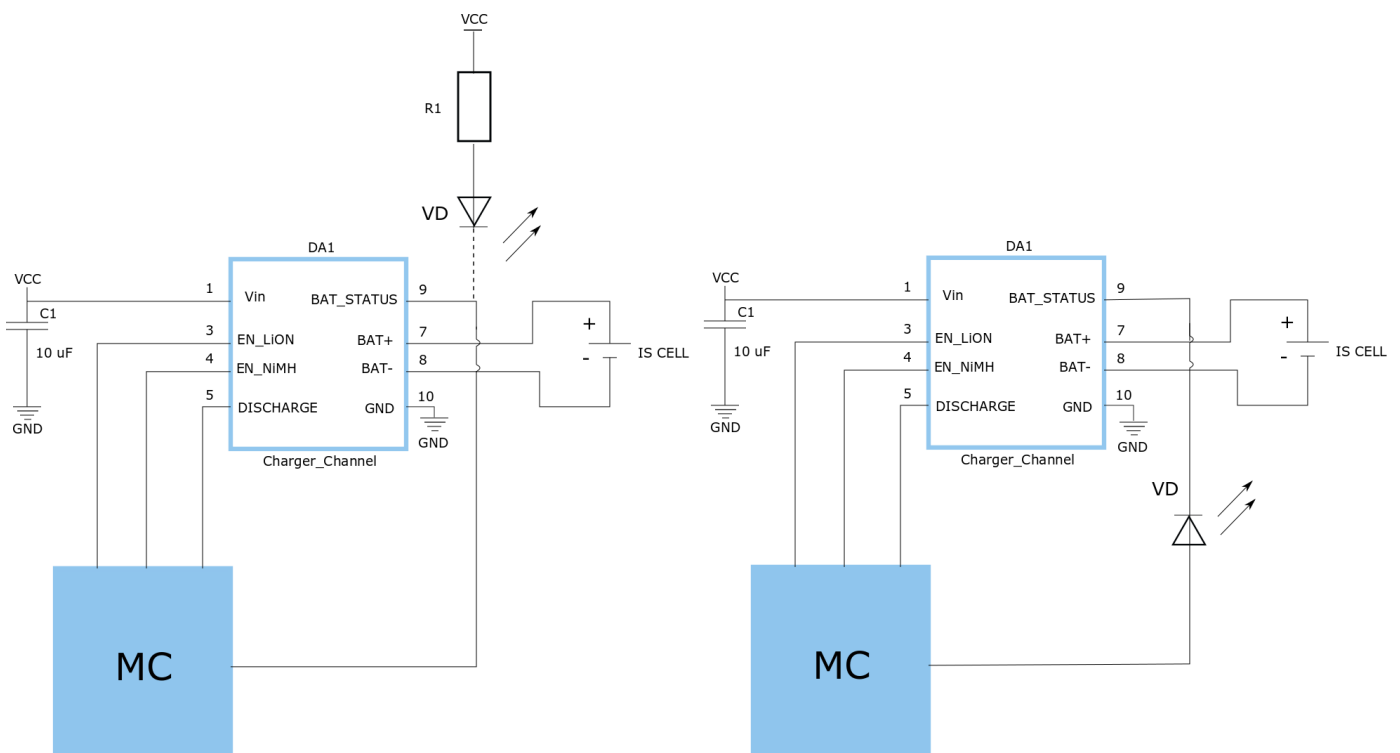 VCC
R1
VD
DA1
VCC
1
Vin
BAT_STATUS
9
C1
10 uF
3
EN_LiON
BAT+
7
+
-
IS CELL
4
EN_NiMH
BAT-
8
5
DISCHARGE
GND
10
GND
GND
Charger_Channel
MC
DA1
VCC
1
Vin
BAT_STATUS
9
C1
10 uF
3
EN_LiON
BAT+
7
+
-
IS CELL
4
EN_NiMH
BAT-
8
5
DISCHARGE
GND
10
GND
GND
Charger_Channel
VD
MC